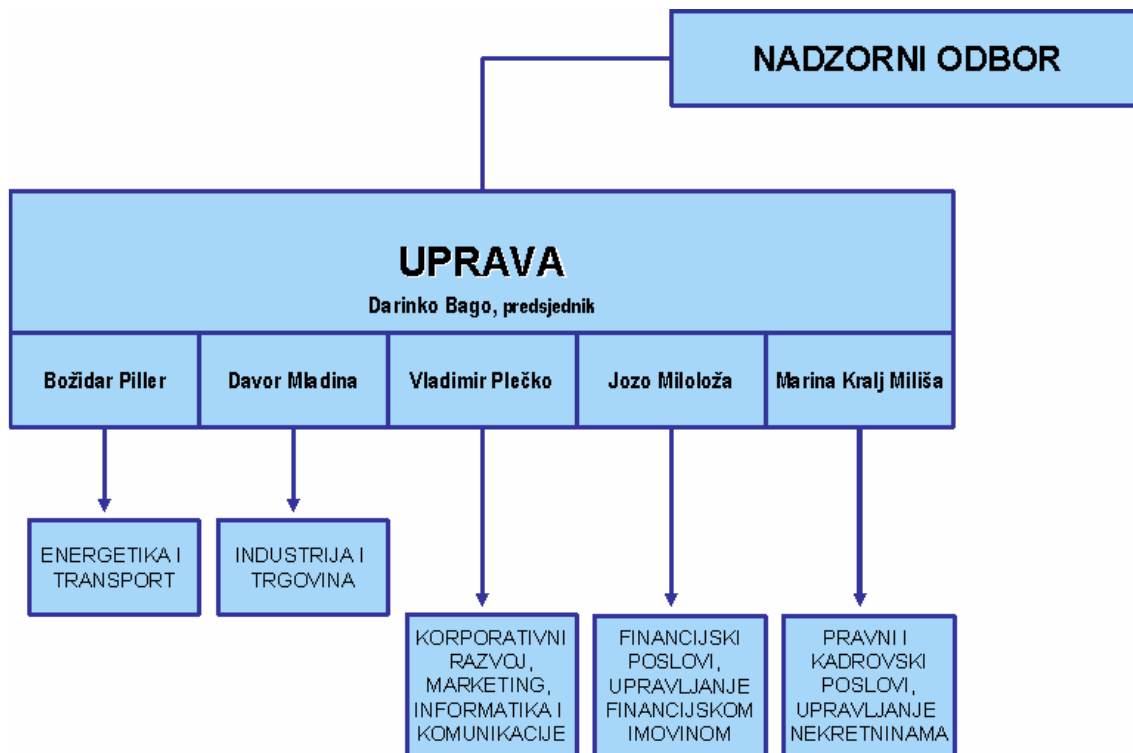 NADZORNI ODBOR
UPRAVA
Darinko Bago, predsjednik
Božidar Piller
Davor Mladina
Vladimir Plečko
Jozo Miloloža
Marina Kralj Miliša
ENERGETIKA I
TRANSPORT
INDUSTRIJA I
TRGOVINA
KORPORATIVNI
RAZVOJ,
MARKETING,
INFORMATIKA I
KOMUNIKACIJE
FINANCIJSKI
POSLOVI,
UPRAVLJANJE
FINANCIJSKOM
IMOVINOM
PRAVNI I
KADROVSKI
POSLOVI,
UPRAVLJANJE
NEKRETNINAMA